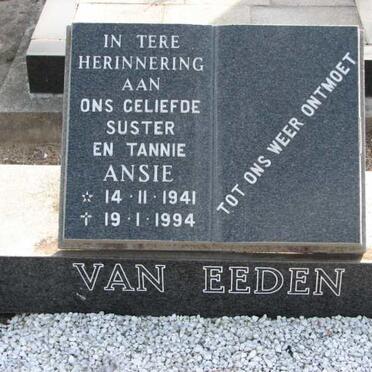 IN TERE
HERINNERING
AAN
ONS GELIEFDE
SUSTER
EN TANNIE
ANSIE
☆ 14·11·1941
✝ 19·1·1994
TOT ONS WEER ONTMOET
VAN EEDEN